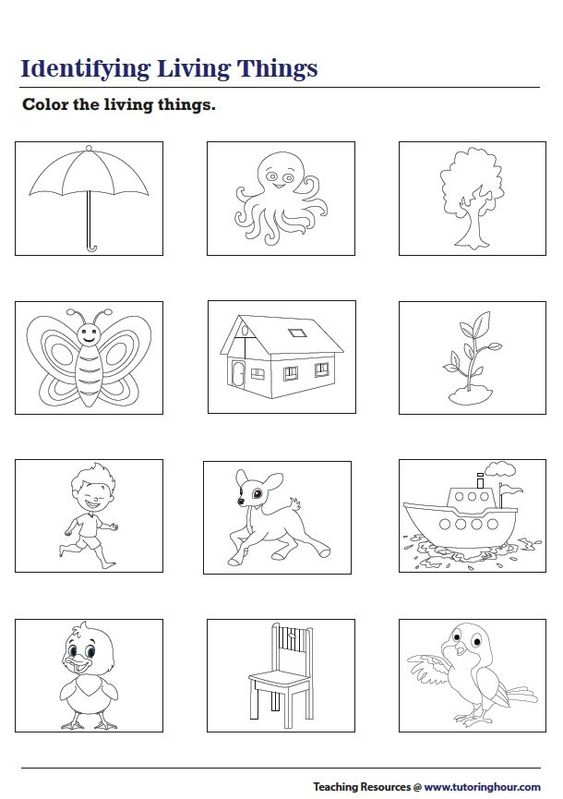 Identifying Living Things
Color the living things.
Teaching Resources @ www.tutoringhour.com